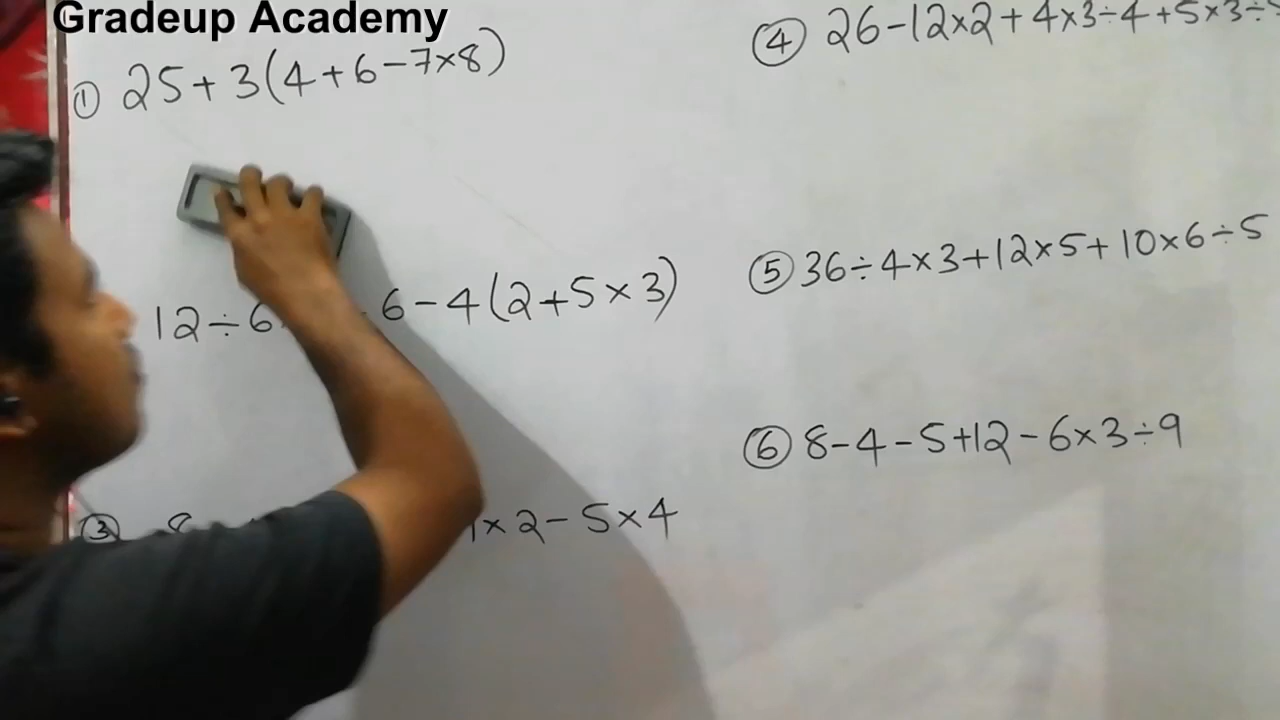 Gradeup Academy
① 25+3(4+6-7×8)
12÷6 6-4(2+5×3)
③ 8 ×2-5×4
④ 26-12×2+4×3÷4+5×3÷
⑤ 36÷4×3+12×5+10×6÷5
⑥ 8-4-5+12-6×3÷9